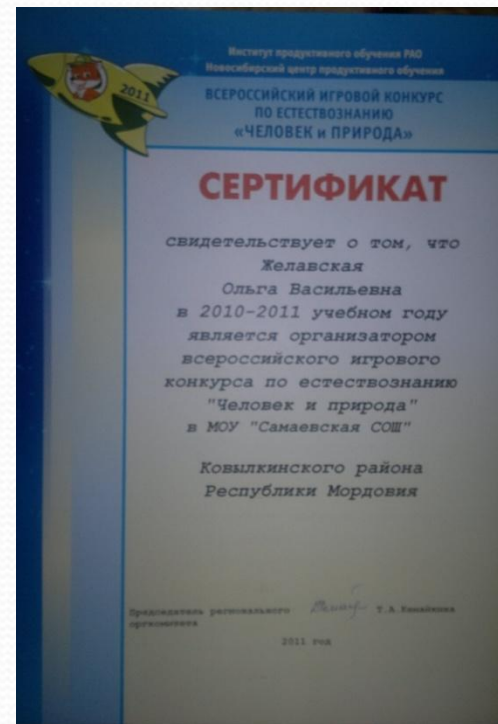 Институт продуктивного обучения РАО
Новосибирский центр продуктивного обучения
2011
ВСЕРОССИЙСКИЙ ИГРОВОЙ КОНКУРС
ПО ЕСТЕСТВОЗНАНИЮ
«ЧЕЛОВЕК и ПРИРОДА»
СЕРТИФИКАТ
свидетельствует о том, что
Желавская
Ольга Васильевна
в 2010-2011 учебном году
является организатором
всероссийского игрового
конкурса по естествознанию
"Человек и природа"
в МОУ "Самаевская СОШ"
Ковылкинского района
Республики Мордовия
Председатель регионального
оргкомитета
Т.А.
2011 год